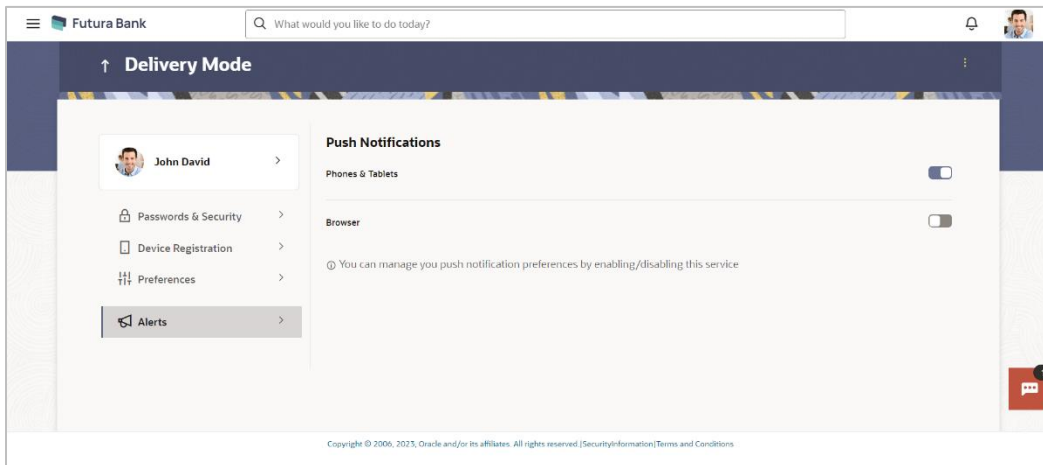 Futura Bank
What would you like to do today?
↑ Delivery Mode
John David
Passwords & Security
Device Registration
Preferences
Alerts
Push Notifications
Phones & Tablets
Browser
You can manage you push notification preferences by enabling/disabling this service
Copyright © 2006, 2023, Oracle and/or its affiliates. All rights reserved.|SecurityInformation|Terms and Conditions